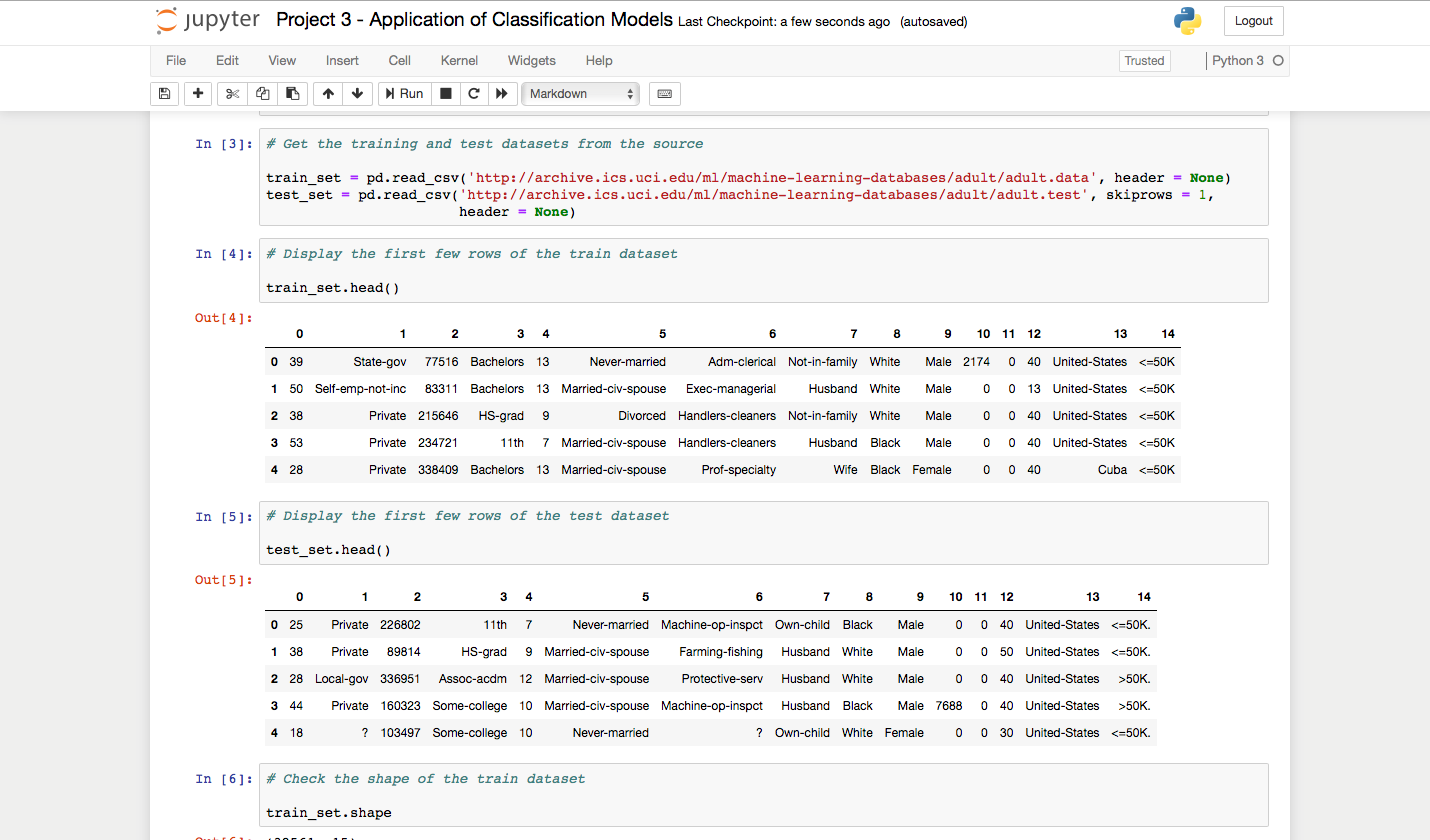 jupyter Project 3 - Application of Classification Models Last Checkpoint: a few seconds ago (autosaved) Logout
File Edit View Insert Cell Kernel Widgets Help Trusted Python 3
Run Markdown
In [3]: # Get the training and test datasets from the source
train_set = pd.read_csv('http://archive.ics.uci.edu/ml/machine-learning-databases/adult/adult.data', header = None)
test_set = pd.read_csv('http://archive.ics.uci.edu/ml/machine-learning-databases/adult/adult.test', skiprows = 1,
header = None)
In [4]: # Display the first few rows of the train dataset
train_set.head()
Out[4]:
0 1 2 3 4 5 6 7 8 9 10 11 12 13 14
0 39 State-gov 77516 Bachelors 13 Never-married Adm-clerical Not-in-family White Male 2174 0 40 United-States <=50K
1 50 Self-emp-not-inc 83311 Bachelors 13 Married-civ-spouse Exec-managerial Husband White Male 0 0 13 United-States <=50K
2 38 Private 215646 HS-grad 9 Divorced Handlers-cleaners Not-in-family White Male 0 0 40 United-States <=50K
3 53 Private 234721 11th 7 Married-civ-spouse Handlers-cleaners Husband Black Male 0 0 40 United-States <=50K
4 28 Private 338409 Bachelors 13 Married-civ-spouse Prof-specialty Wife Black Female 0 0 40 Cuba <=50K
In [5]: # Display the first few rows of the test dataset
test_set.head()
Out[5]:
0 1 2 3 4 5 6 7 8 9 10 11 12 13 14
0 25 Private 226802 11th 7 Never-married Machine-op-inspct Own-child Black Male 0 0 40 United-States <=50K.
1 38 Private 89814 HS-grad 9 Married-civ-spouse Farming-fishing Husband White Male 0 0 50 United-States <=50K.
2 28 Local-gov 336951 Assoc-acdm 12 Married-civ-spouse Protective-serv Husband White Male 0 0 40 United-States >50K.
3 44 Private 160323 Some-college 10 Married-civ-spouse Machine-op-inspct Husband Black Male 7688 0 40 United-States >50K.
4 18 ? 103497 Some-college 10 Never-married ? Own-child White Female 0 0 30 United-States <=50K.
In [6]: # Check the shape of the train dataset
train_set.shape